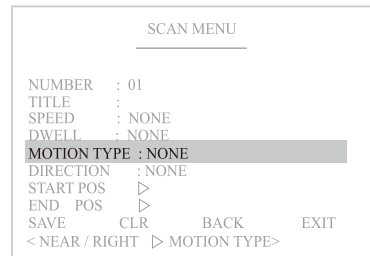 SCAN MENU
NUMBER : 01
TITLE :
SPEED : NONE
DWELL : NONE
MOTION TYPE : NONE
DIRECTION : NONE
START POS ▷
END POS ▷
SAVE CLR BACK EXIT
< NEAR / RIGHT ▷ MOTION TYPE>